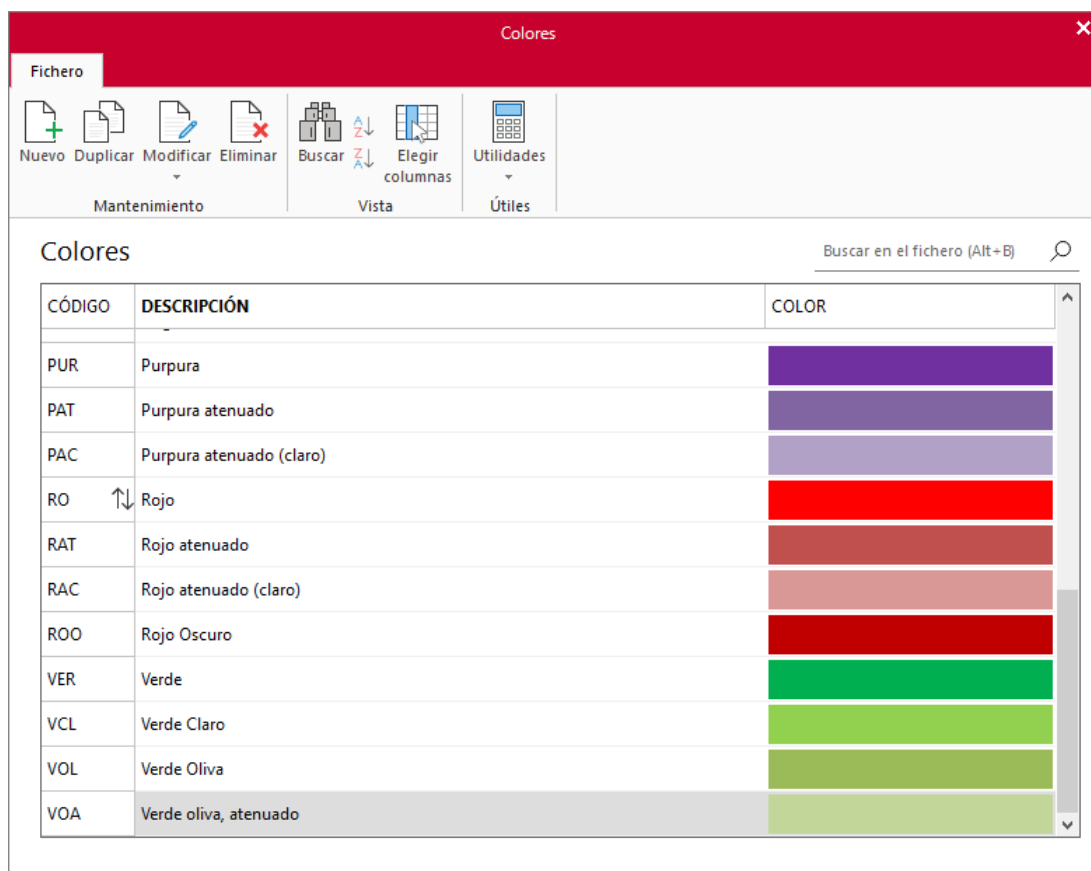 Colores
Fichero
Nuevo Duplicar Modificar Eliminar Buscar Elegir columnas Utilidades
Mantenimiento Vista Útiles
Colores
Buscar en el fichero (Alt+B)
CÓDIGO DESCRIPCIÓN COLOR
PUR Purpura
PAT Purpura atenuado
PAC Purpura atenuado (claro)
RO Rojo
RAT Rojo atenuado
RAC Rojo atenuado (claro)
ROO Rojo Oscuro
VER Verde
VCL Verde Claro
VOL Verde Oliva
VOA Verde oliva, atenuado